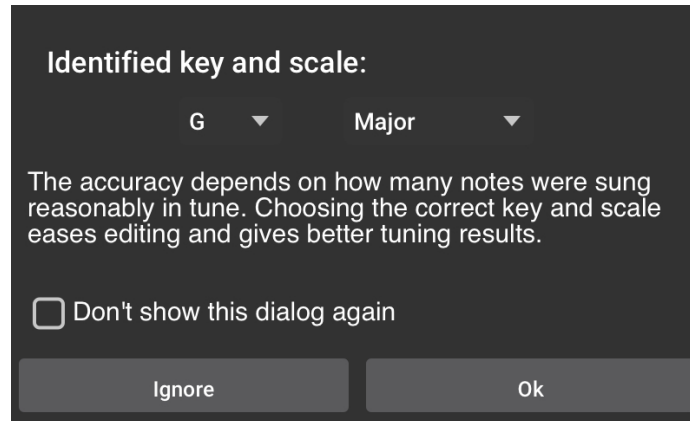 Identified key and scale:
G Major
The accuracy depends on how many notes were sung
reasonably in tune. Choosing the correct key and scale
eases editing and gives better tuning results.
Don't show this dialog again
Ignore Ok